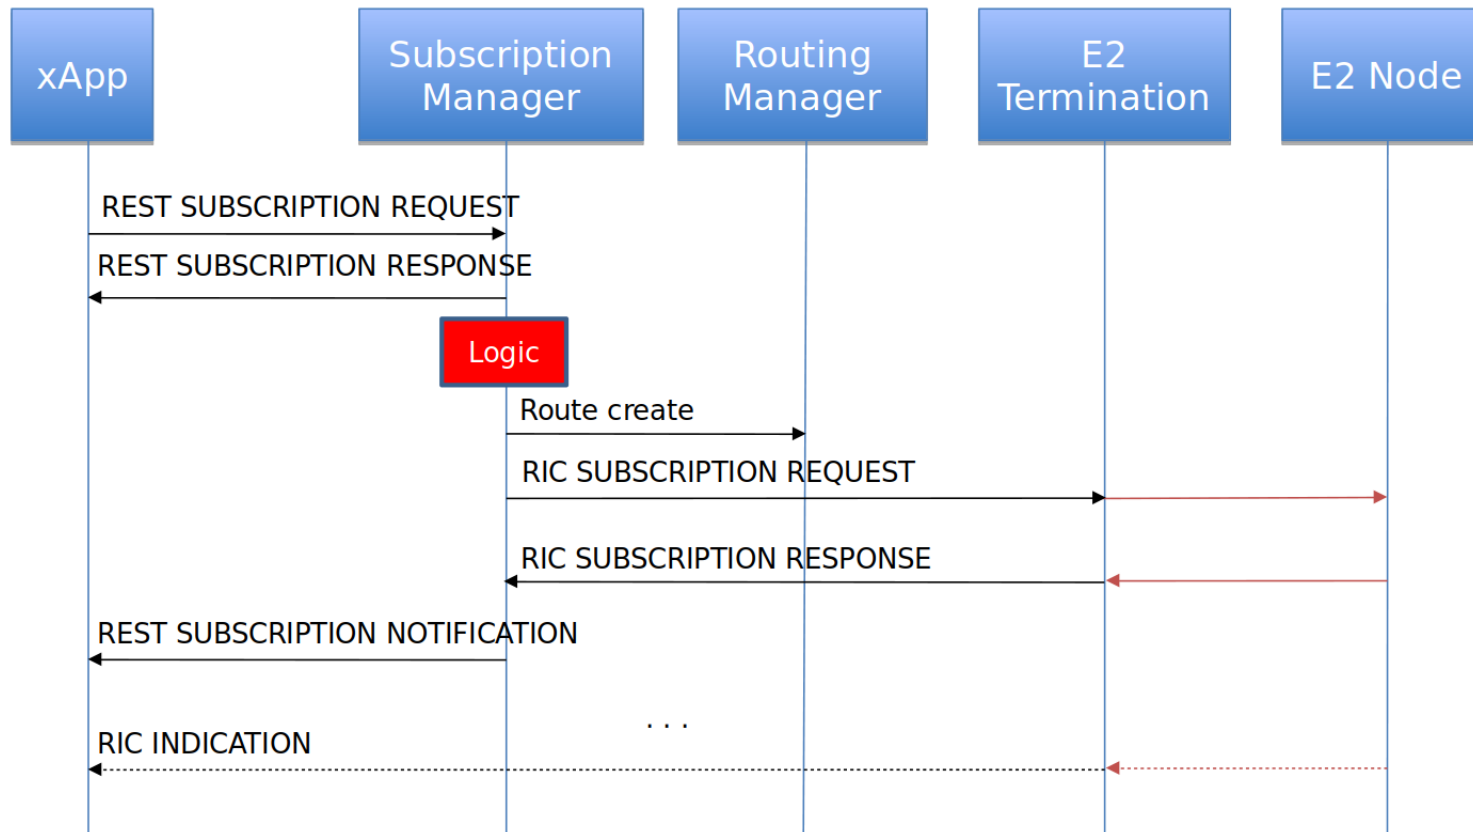 xApp
Subscription
Manager
Routing
Manager
E2
Termination
E2 Node
REST SUBSCRIPTION REQUEST
REST SUBSCRIPTION RESPONSE
Logic
Route create
RIC SUBSCRIPTION REQUEST
RIC SUBSCRIPTION RESPONSE
REST SUBSCRIPTION NOTIFICATION
. . .
RIC INDICATION